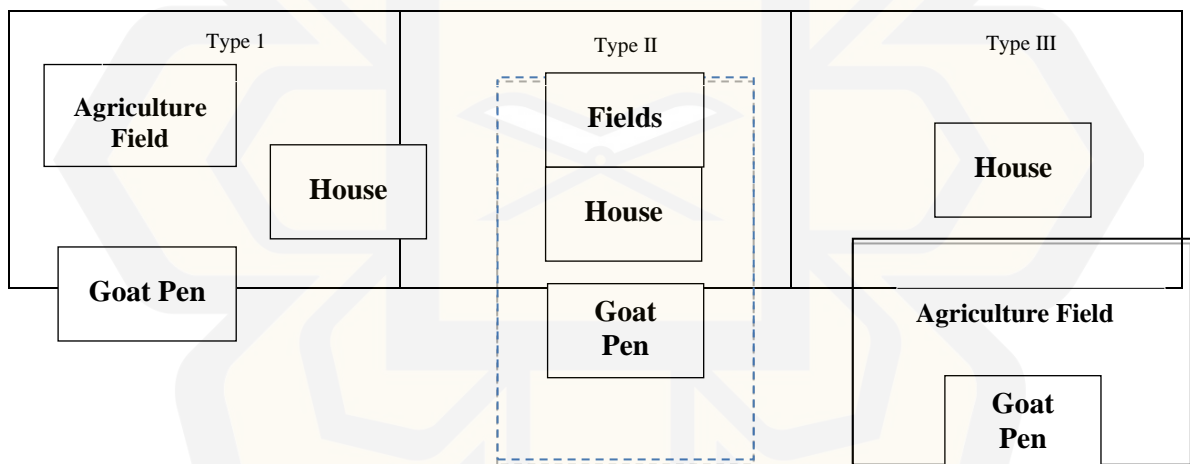 Type 1
Agriculture
Field
House
Goat Pen
Type II
Fields
House
Goat
Pen
Type III
House
Agriculture Field
Goat
Pen